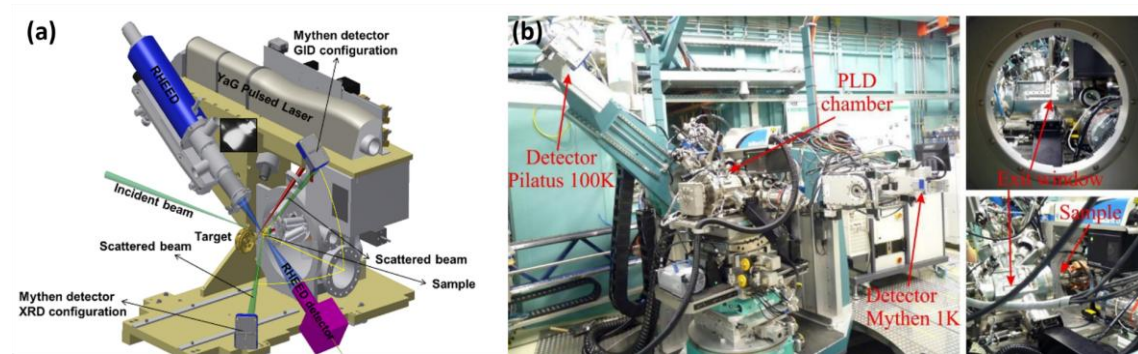 (a)
Mythen detector
GID configuration
RHEED
YaG Pulsed Laser
Incident beam
Target
Scattered beam
Scattered beam
Sample
RHEED detector
Mythen detector
XRD configuration
(b)
PLD
chamber
Detector
Pilatus 100K
Exit window
Sample
Detector
Mythen 1K